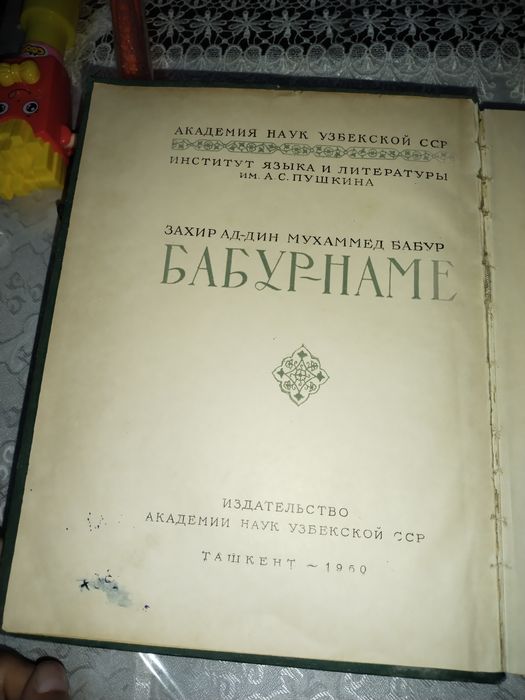 АКАДЕМИЯ НАУК УЗБЕКСКОЙ ССР
ИНСТИТУТ ЯЗЫКА И ЛИТЕРАТУРЫ
ИМ. А.С. ПУШКИНА
ЗАХИР АД-ДИН МУХАММЕД БАБУР
БАБУР-НАМЕ
ИЗДАТЕЛЬСТВО
АКАДЕМИИ НАУК УЗБЕКСКОЙ ССР
ТАШКЕНТ ~ 1960